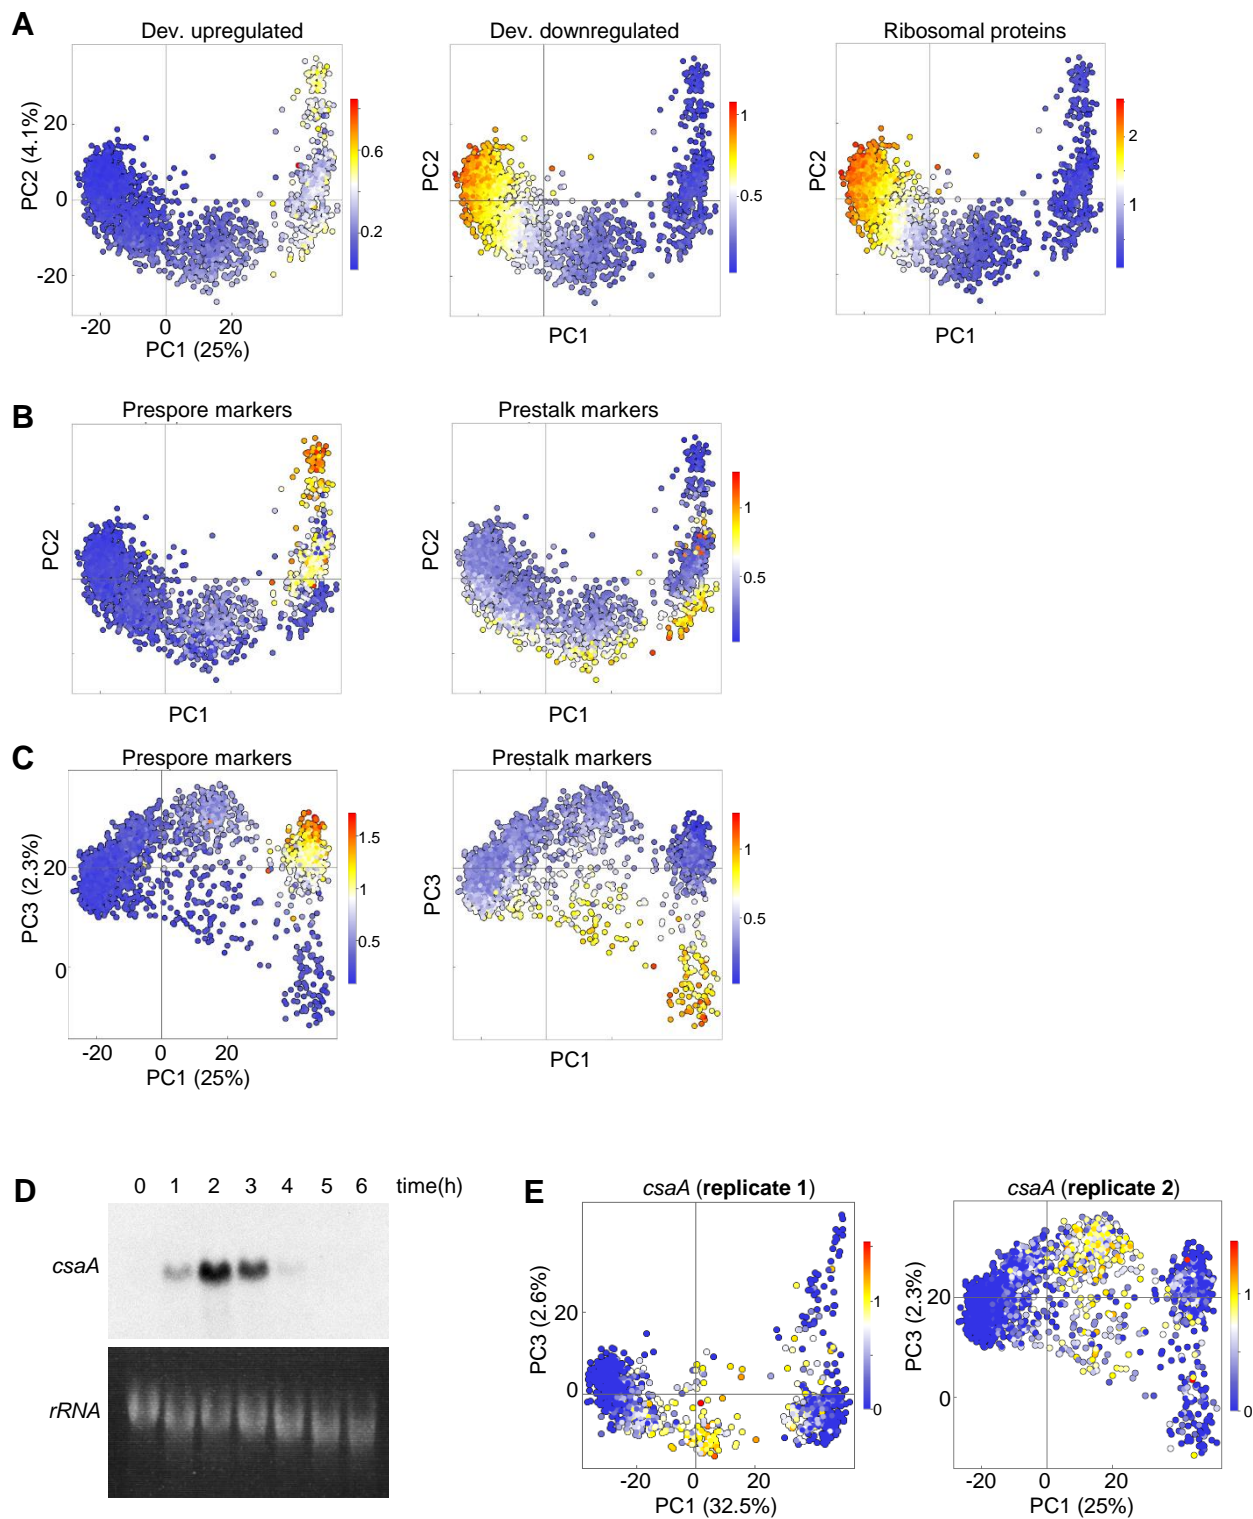 A
Dev. upregulated
Dev. downregulated
Ribosomal proteins
PC2 (4.1%)
20
0
-20
-20 0 20
PC1 (25%)
0.6
0.2
PC2
PC1
1
0.5
PC2
PC1
2
1
B
Prespore markers
Prestalk markers
PC2
PC1
PC2
PC1
1
0.5
C
Prespore markers
Prestalk markers
PC3 (2.3%)
20
0
-20 0 20
PC1 (25%)
1.5
1
0.5
PC3
PC1
1
0.5
D
0 1 2 3 4 5 6 time(h)
csaA
rRNA
E
csaA (replicate 1)
csaA (replicate 2)
PC3 (2.6%)
20
0
-20 0 20
PC1 (32.5%)
1
0
PC3 (2.3%)
20
0
-20 0 20
PC1 (25%)
1
0